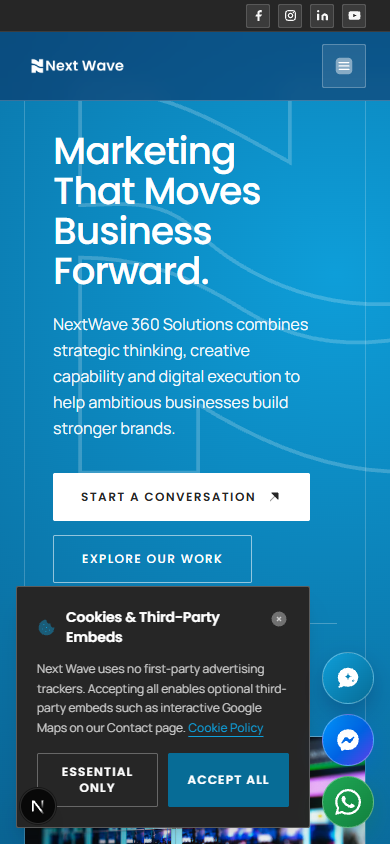 Next Wave
Marketing
That Moves
Business
Forward.
NextWave 360 Solutions combines
strategic thinking, creative
capability and digital execution to
help ambitious businesses build
stronger brands.
START A CONVERSATION
EXPLORE OUR WORK
Cookies & Third-Party
Embeds
Next Wave uses no first-party advertising
trackers. Accepting all enables optional third-
party embeds such as interactive Google
Maps on our Contact page. Cookie Policy
ESSENTIAL
ONLY
ACCEPT ALL
N